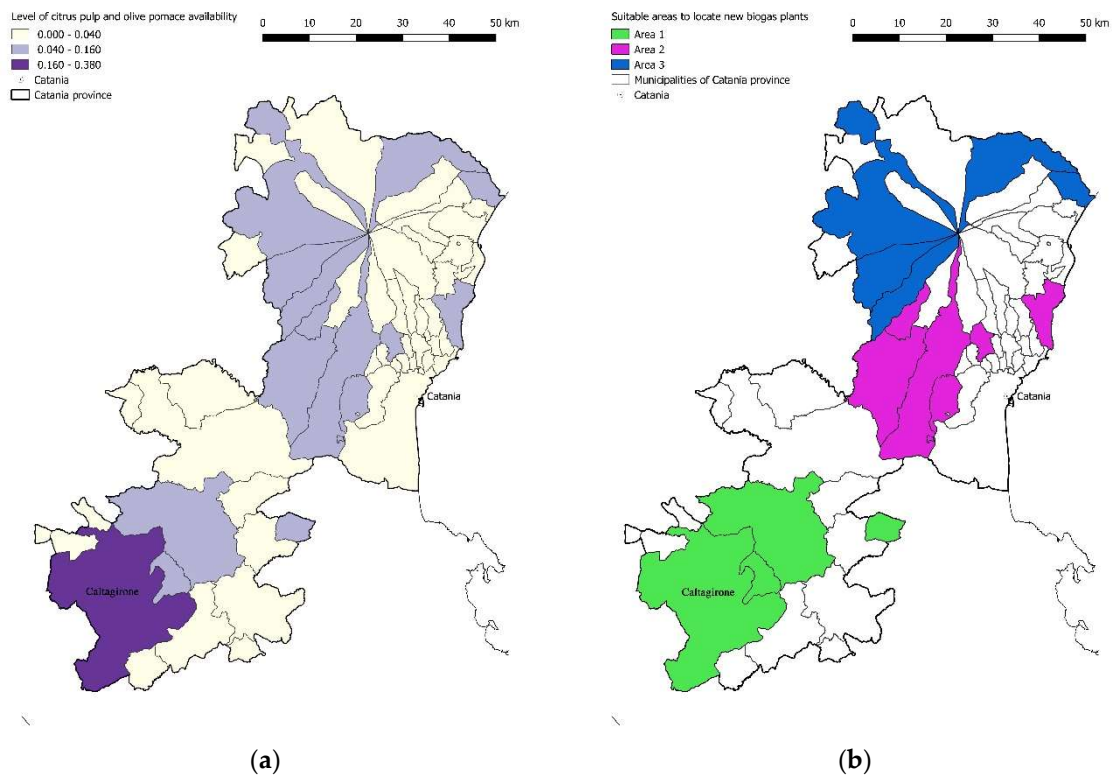 Level of citrus pulp and olive pomace availability
0.000 - 0.040
0.040 - 0.160
0.160 - 0.380
Catania
Catania province
0 10 20 30 40 50 km
Catania
Caltagirone
(a)
Suitable areas to locate new biogas plants
Area 1
Area 2
Area 3
Municipalities of Catania province
Catania
0 10 20 30 40 50 km
Catania
Caltagirone
(b)